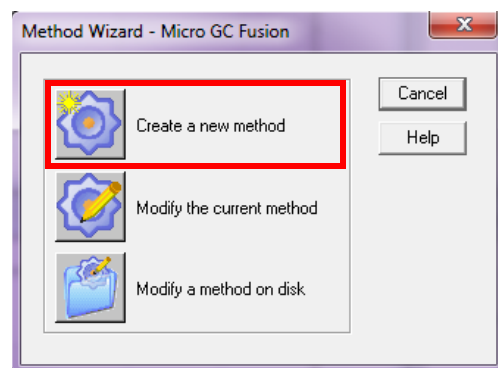 Method Wizard - Micro GC Fusion
Create a new method
Cancel
Help
Modify the current method
Modify a method on disk